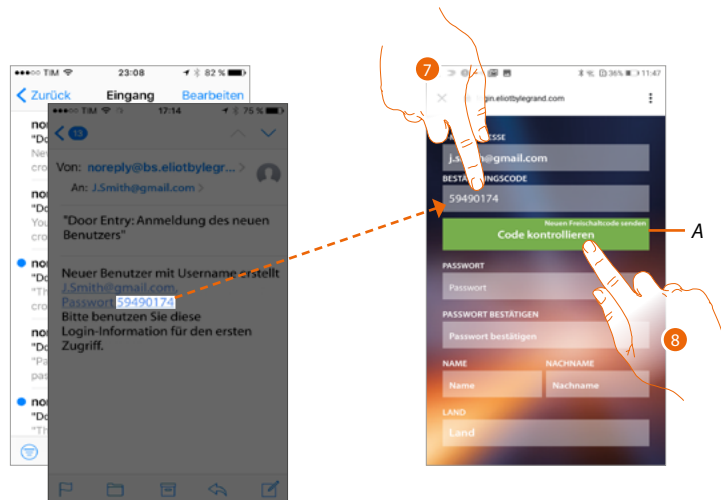 TIM 23:08 82 %
Zurück Eingang Bearbeiten
TIM 17:14 75 %
13
Von: noreply@bs.eliotbylegr...
An: J.Smith@gmail.com
"Door Entry: Anmeldung des neuen
Benutzers"
Neuer Benutzer mit Username erstellt
J.Smith@gmail.com,
Passwort 59490174
Bitte benutzen Sie diese
Login-Information für den ersten
Zugriff.
7
36% 11:47
gin.eliotbylegrand.com
59490174
Neuen Freischaltcode senden
Code kontrollieren
A
PASSWORT
Passwort
PASSWORT BESTÄTIGEN
Passwort bestätigen
8
NAME NACHNAME
Name Nachname
LAND
Land